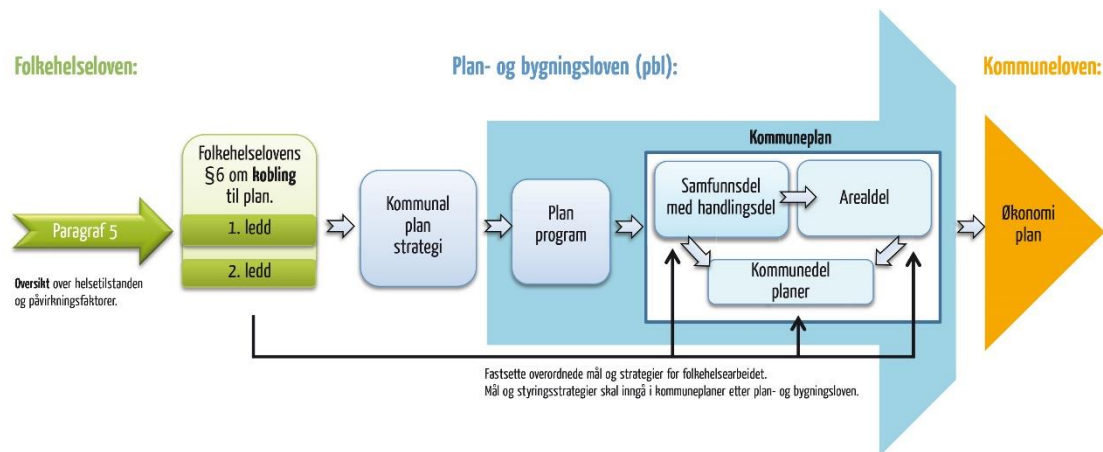 Folkehelseloven:
Plan- og bygningsloven (pbl):
Kommuneloven:
Paragraf 5
Oversikt over helsetilstanden
og påvirkningsfaktorer.
Folkehelselovens
§6 om kobling
til plan.
1. ledd
2. ledd
Kommunal
plan
strategi
Plan
program
Kommuneplan
Samfunnsdel
med handlingsdel
Arealdel
Kommunedel
planer
Økonomi
plan
Fastsette overordnede mål og strategier for folkehelsearbeidet.
Mål og styringsstrategier skal inngå i kommuneplaner etter plan- og bygningsloven.